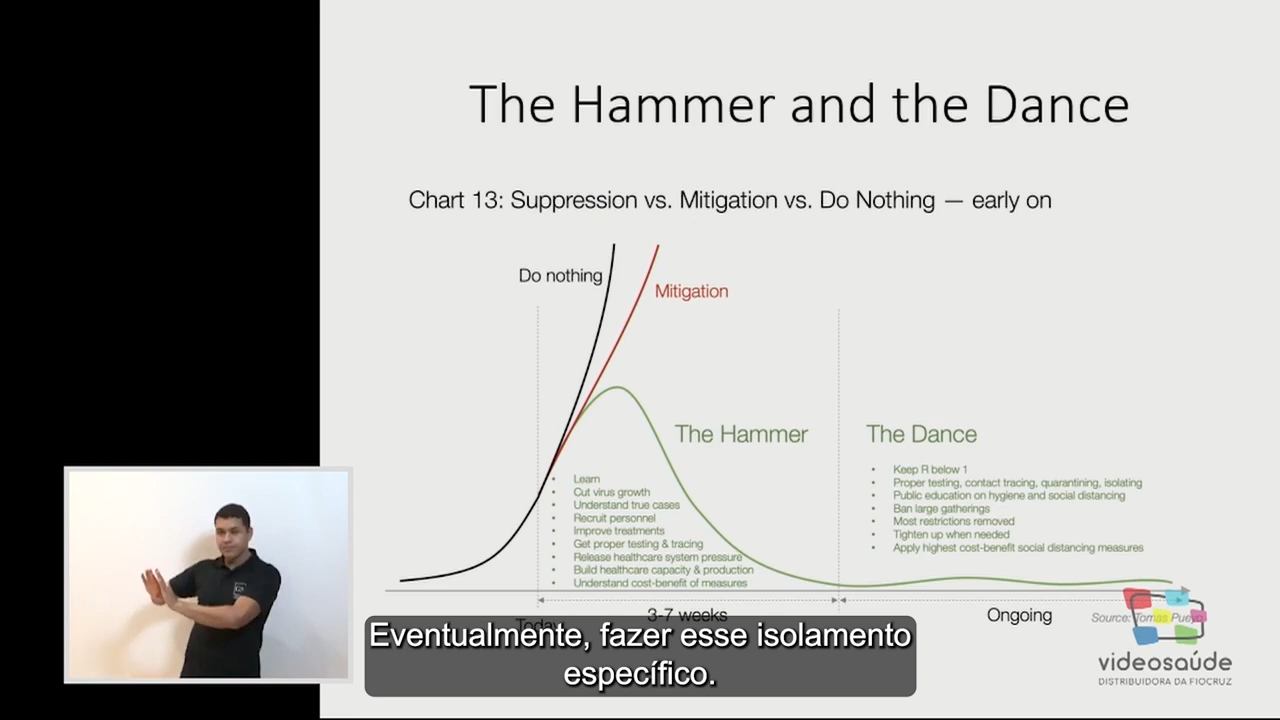 The Hammer and the Dance
Chart 13: Suppression vs. Mitigation vs. Do Nothing — early on
Do nothing
Mitigation
The Hammer
The Dance
• Learn
• Cut virus growth
• Understand true cases
• Recruit personnel
• Improve treatments
• Get proper testing & tracing
• Release healthcare system pressure
• Build healthcare capacity & production
• Understand cost-benefit of measures
• Keep R below 1
• Proper testing, contact tracing, quarantining, isolating
• Public education on hygiene and social distancing
• Ban large gatherings
• Most restrictions removed
• Tighten up when needed
• Apply highest cost-benefit social distancing measures
Today
3-7 weeks
Ongoing
Source: Tomas Pueyo
Eventualmente, fazer esse isolamento
específico.
videosaúde
DISTRIBUIDORA DA FIOCRUZ